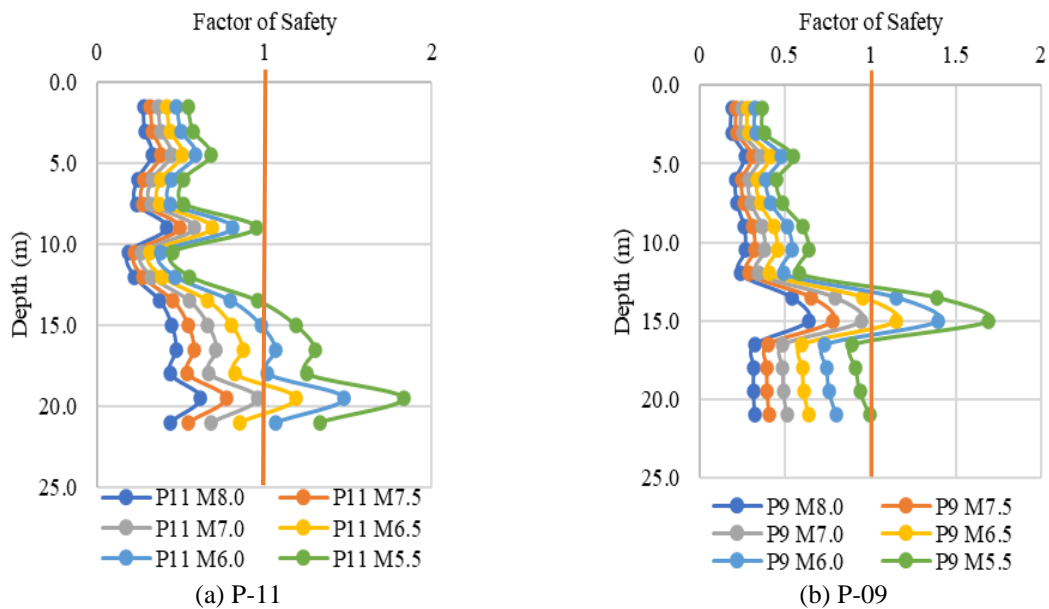 Factor of Safety
0 1 2
0.0
5.0
10.0
15.0
20.0
25.0
Depth (m)
P11 M8.0 P11 M7.5
P11 M7.0 P11 M6.5
P11 M6.0 P11 M5.5
(a) P-11
Factor of Safety
0 0.5 1 1.5 2
0.0
5.0
10.0
15.0
20.0
25.0
Depth (m)
P9 M8.0 P9 M7.5
P9 M7.0 P9 M6.5
P9 M6.0 P9 M5.5
(b) P-09